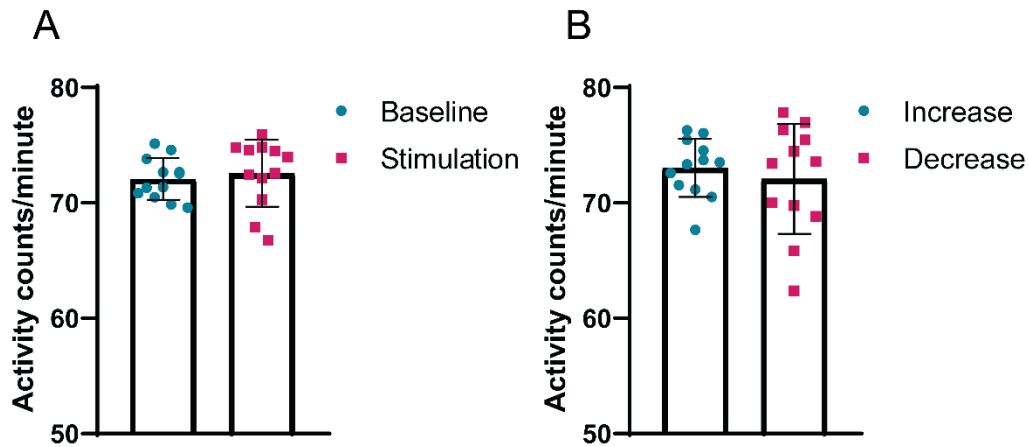 A
Activity counts/minute
80
70
60
50
Baseline
Stimulation
B
Activity counts/minute
80
70
60
50
Increase
Decrease